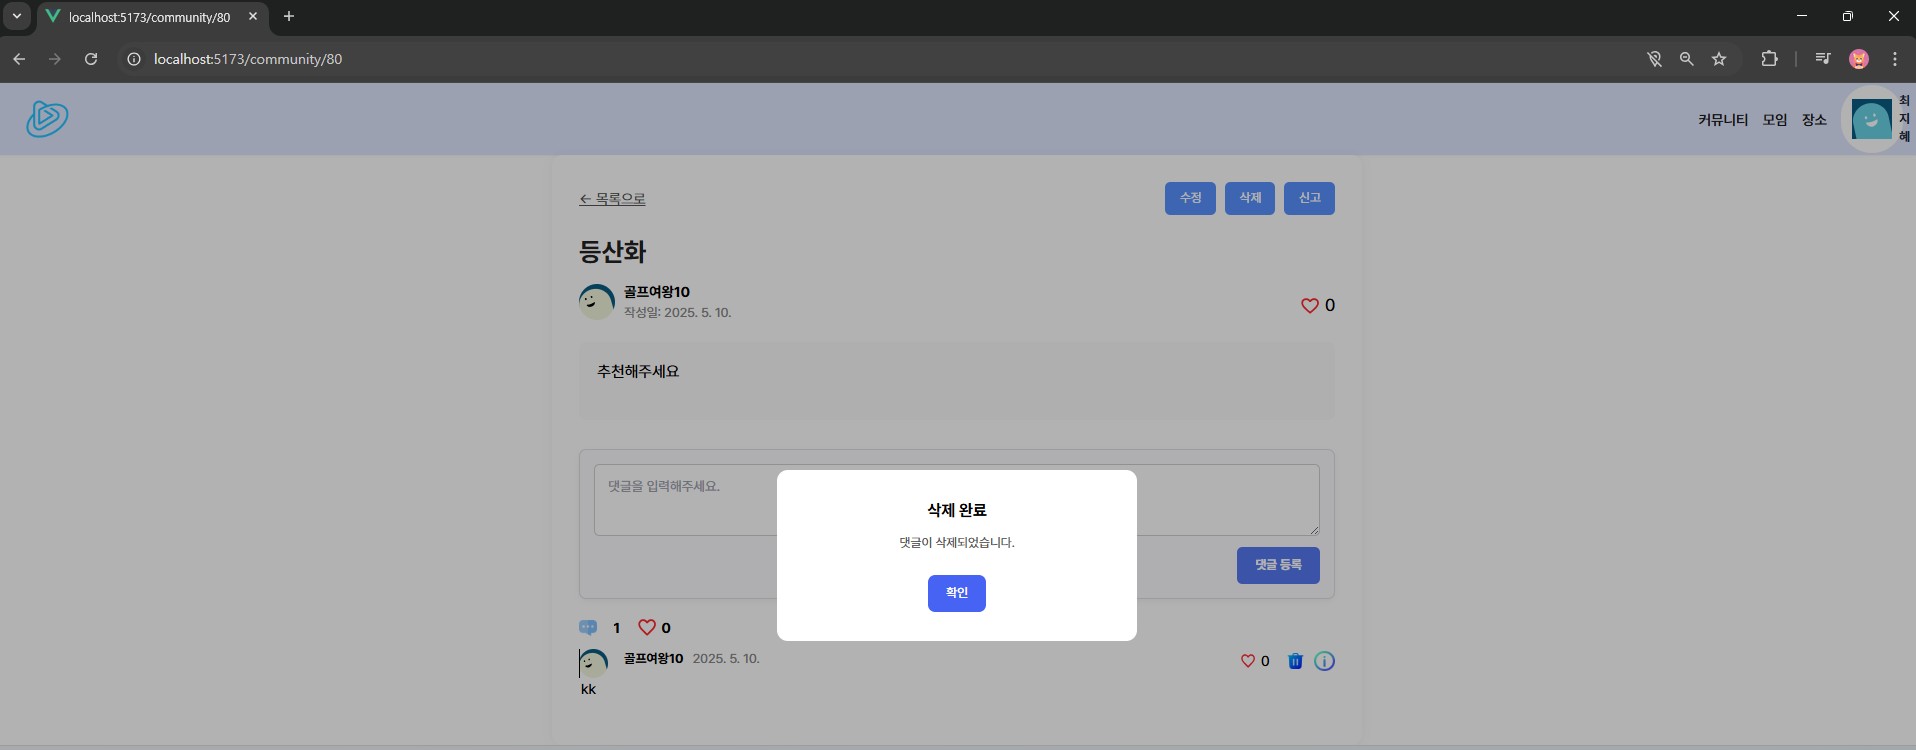 localhost:5173/community/80
localhost:5173/community/80
커뮤니티 모임 장소
최
지
혜
← 목록으로
수정 삭제 신고
등산화
골프여왕10
작성일: 2025. 5. 10.
0
추천해주세요
댓글을 입력해주세요.
삭제 완료
댓글이 삭제되었습니다.
확인
댓글 등록
1 0
골프여왕10 2025. 5. 10.
0
kk